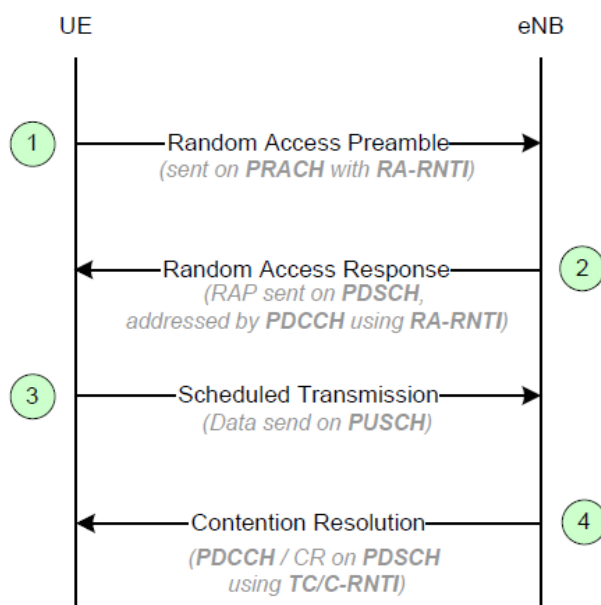 UE
eNB
1
Random Access Preamble
(sent on PRACH with RA-RNTI)
Random Access Response
2
(RAP sent on PDSCH,
addressed by PDCCH using RA-RNTI)
3
Scheduled Transmission
(Data send on PUSCH)
Contention Resolution
4
(PDCCH / CR on PDSCH
using TC/C-RNTI)